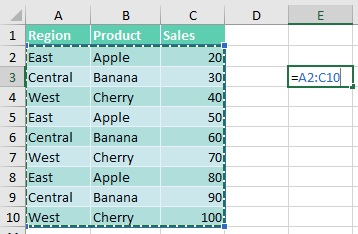 A B C D E
1 Region Product Sales
2 East Apple 20
3 Central Banana 30 =A2:C10
4 West Cherry 40
5 East Apple 50
6 Central Banana 60
7 West Cherry 70
8 East Apple 80
9 Central Banana 90
10 West Cherry 100